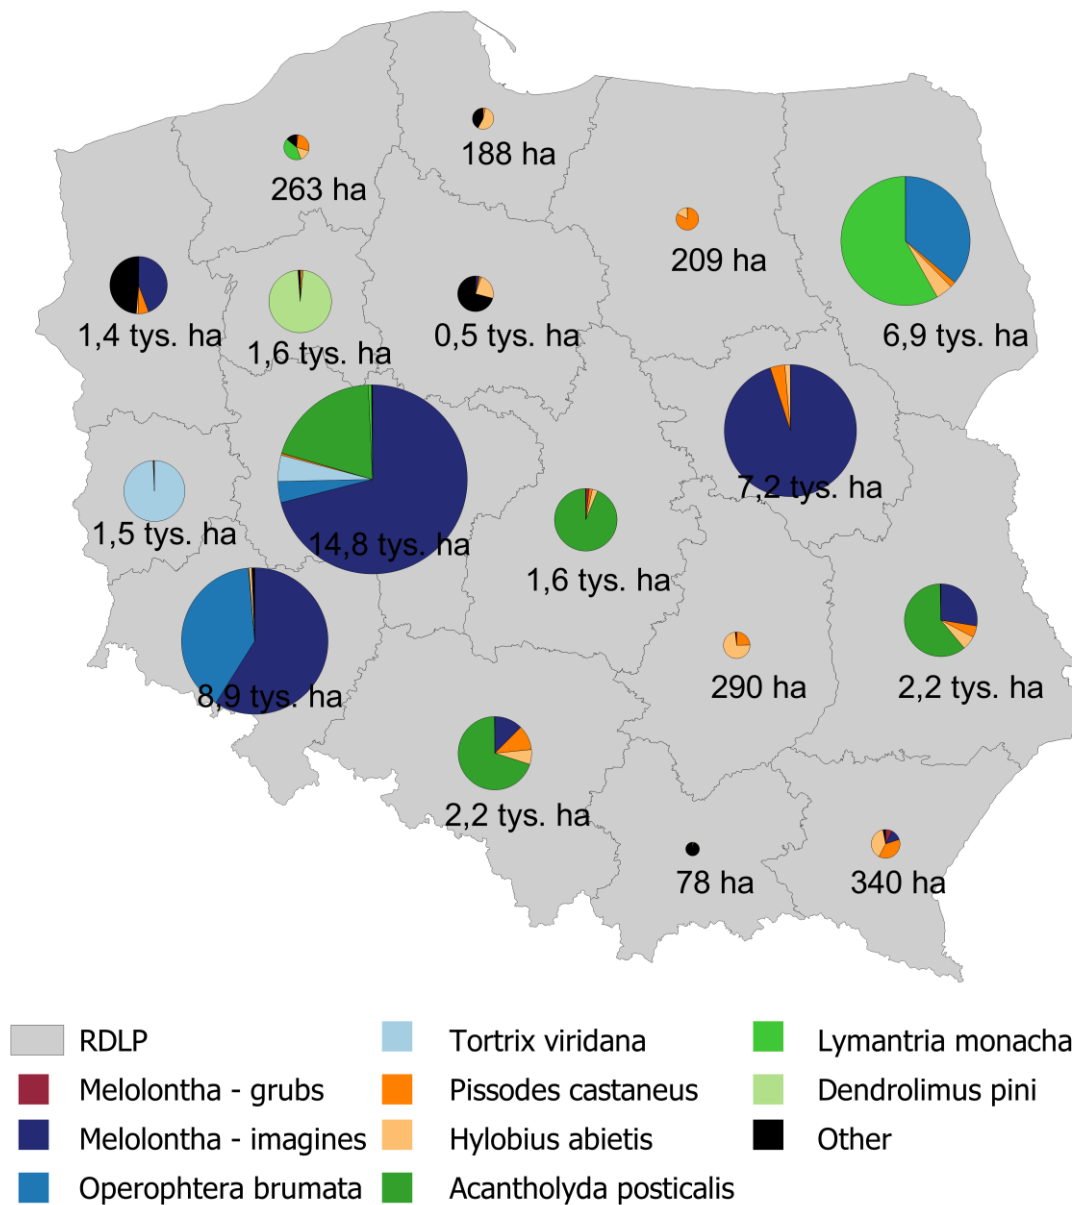 188 ha
263 ha
209 ha
1,4 tys. ha
1,6 tys. ha
0,5 tys. ha
6,9 tys. ha
7,2 tys. ha
1,5 tys. ha
14,8 tys. ha
1,6 tys. ha
8,9 tys. ha
290 ha
2,2 tys. ha
2,2 tys. ha
78 ha
340 ha
RDLP
Melolontha - grubs
Melolontha - imagines
Operophtera brumata
Tortrix viridana
Pissodes castaneus
Hylobius abietis
Acantholyda posticalis
Lymantria monacha
Dendrolimus pini
Other